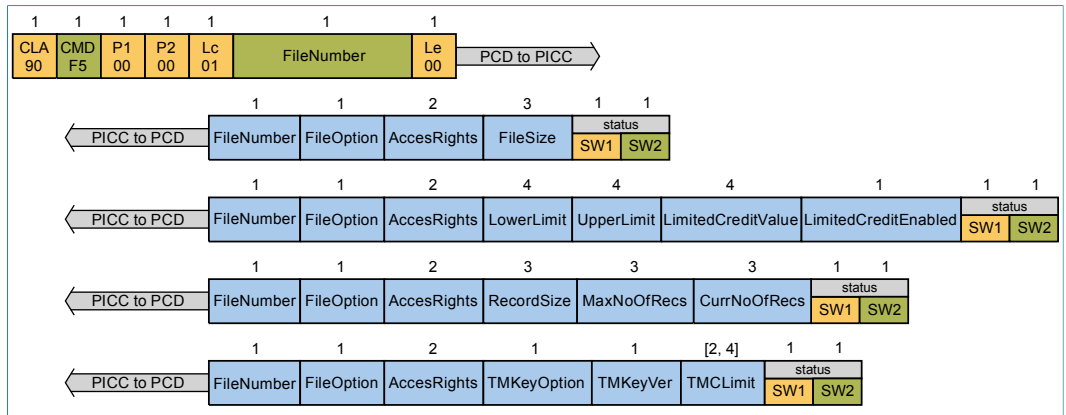 1 1 1 1 1 1 1
CLA CMD P1 P2 Lc FileNumber Le PCD to PICC
90 F5 00 00 01 00
1 1 2 3 1 1
PICC to PCD FileNumber FileOption AccesRights FileSize status
SW1 SW2
1 1 2 4 4 4 1 1 1
PICC to PCD FileNumber FileOption AccesRights LowerLimit UpperLimit LimitedCreditValue LimitedCreditEnabled status
SW1 SW2
1 1 2 3 3 3 1 1
PICC to PCD FileNumber FileOption AccesRights RecordSize MaxNoOfRecs CurrNoOfRecs status
SW1 SW2
1 1 2 1 1 [2, 4] 1 1
PICC to PCD FileNumber FileOption AccesRights TMKeyOption TMKeyVer TMCLimit status
SW1 SW2